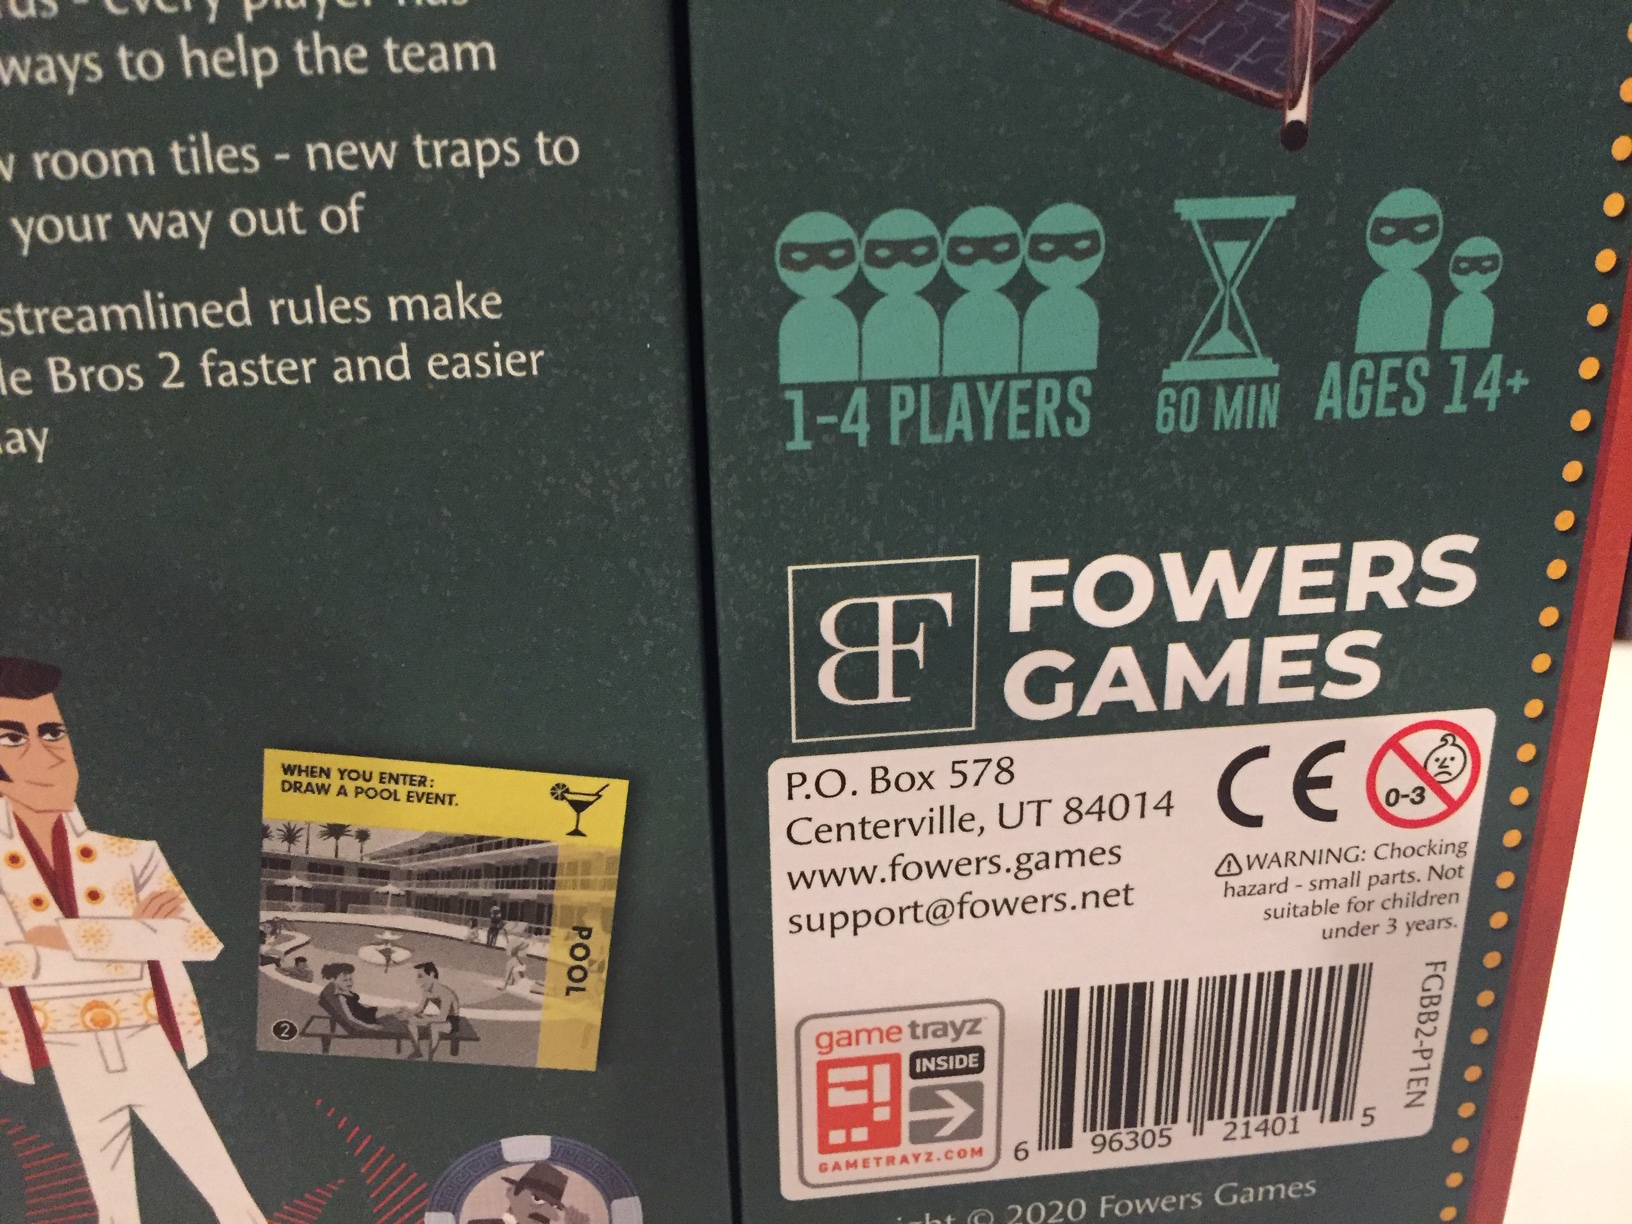 every player has
ways to help the team
room tiles - new traps to
your way out of
streamlined rules make
Bros 2 faster and easier
WHEN YOU ENTER:
DRAW A POOL EVENT.
POOL
2
1-4 PLAYERS
60 MIN
AGES 14+
BF
FOWERS
GAMES
P.O. Box 578
Centerville, UT 84014
www.fowers.games
support@fowers.net
CE
0-3
WARNING: Chocking
hazard - small parts. Not
suitable for children
under 3 years.
game trayz
INSIDE
GAMETRAYZ.COM
6 96305 21401 5
FGBB2-P1EN
© 2020 Fowers Games